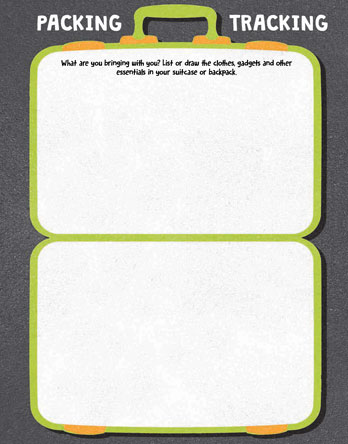 PACKING TRACKING
What are you bringing with you? List or draw the clothes, gadgets and other
essentials in your suitcase or backpack.